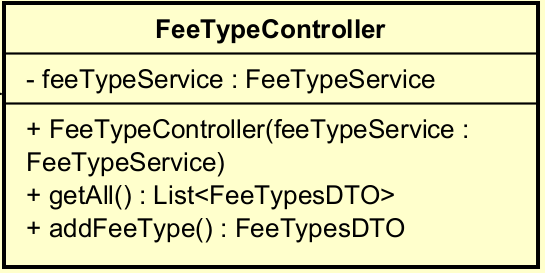 FeeTypeController
- feeTypeService : FeeTypeService
+ FeeTypeController(feeTypeService :
FeeTypeService)
+ getAll() : List<FeeTypesDTO>
+ addFeeType() : FeeTypesDTO